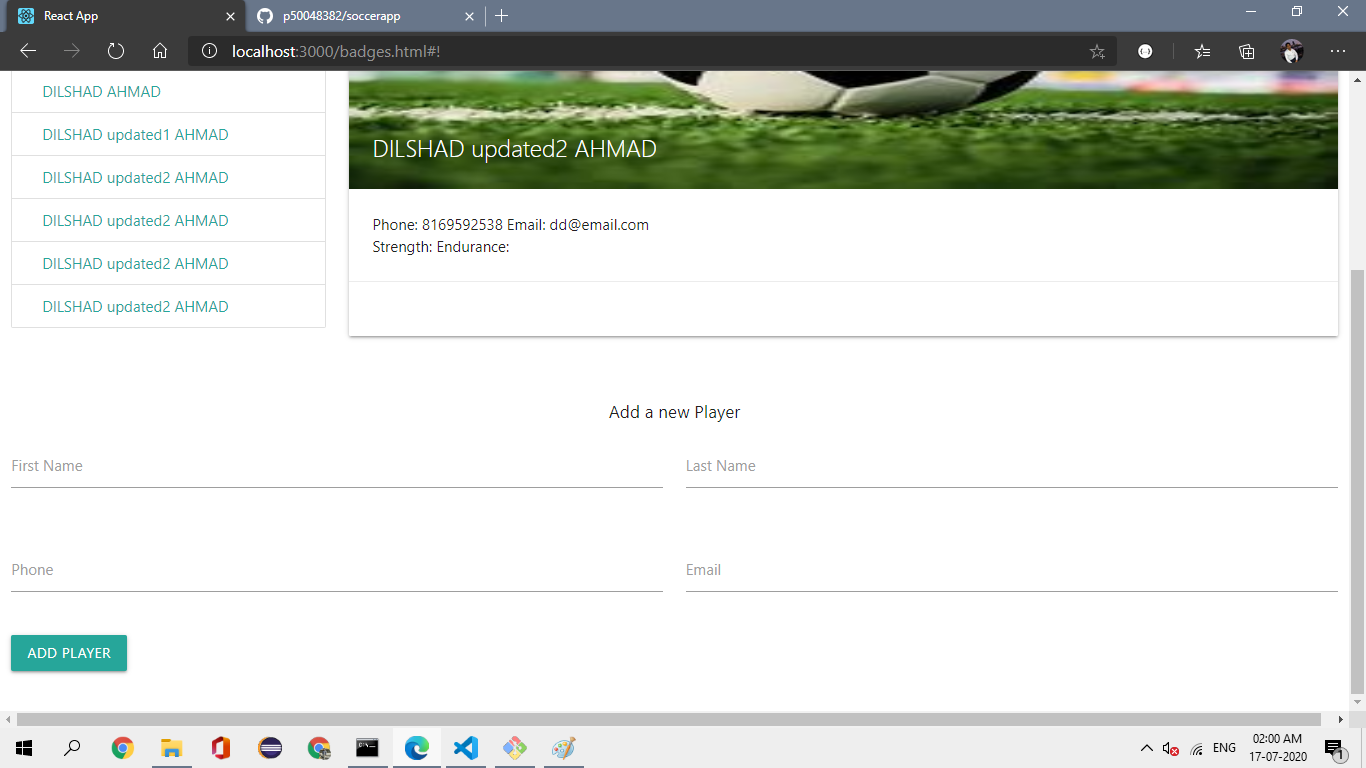 React App
p50048382/soccerapp
localhost:3000/badges.html#!
DILSHAD AHMAD
DILSHAD updated1 AHMAD
DILSHAD updated2 AHMAD
DILSHAD updated2 AHMAD
DILSHAD updated2 AHMAD
DILSHAD updated2 AHMAD
DILSHAD updated2 AHMAD
Phone: 8169592538 Email: dd@email.com
Strength: Endurance:
Add a new Player
First Name
Last Name
Phone
Email
ADD PLAYER
ENG
02:00 AM
17-07-2020
1